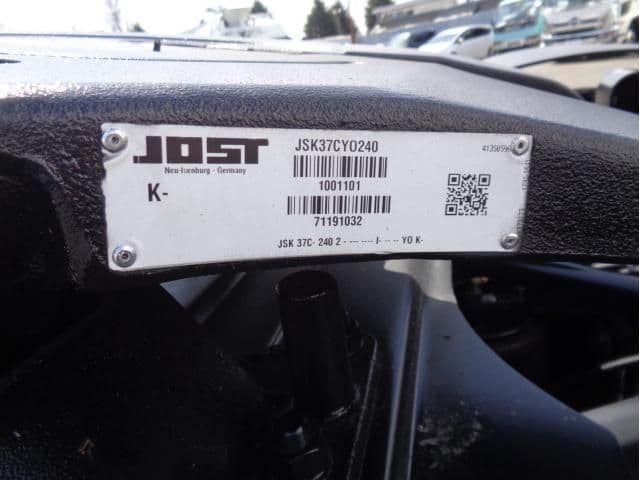 JOST
Neu-Isenburg - Germany
K-
JSK37CYO240
1001101
71191032
JSK 37C- 240 2 - --- ---- I- -- -- YO K-